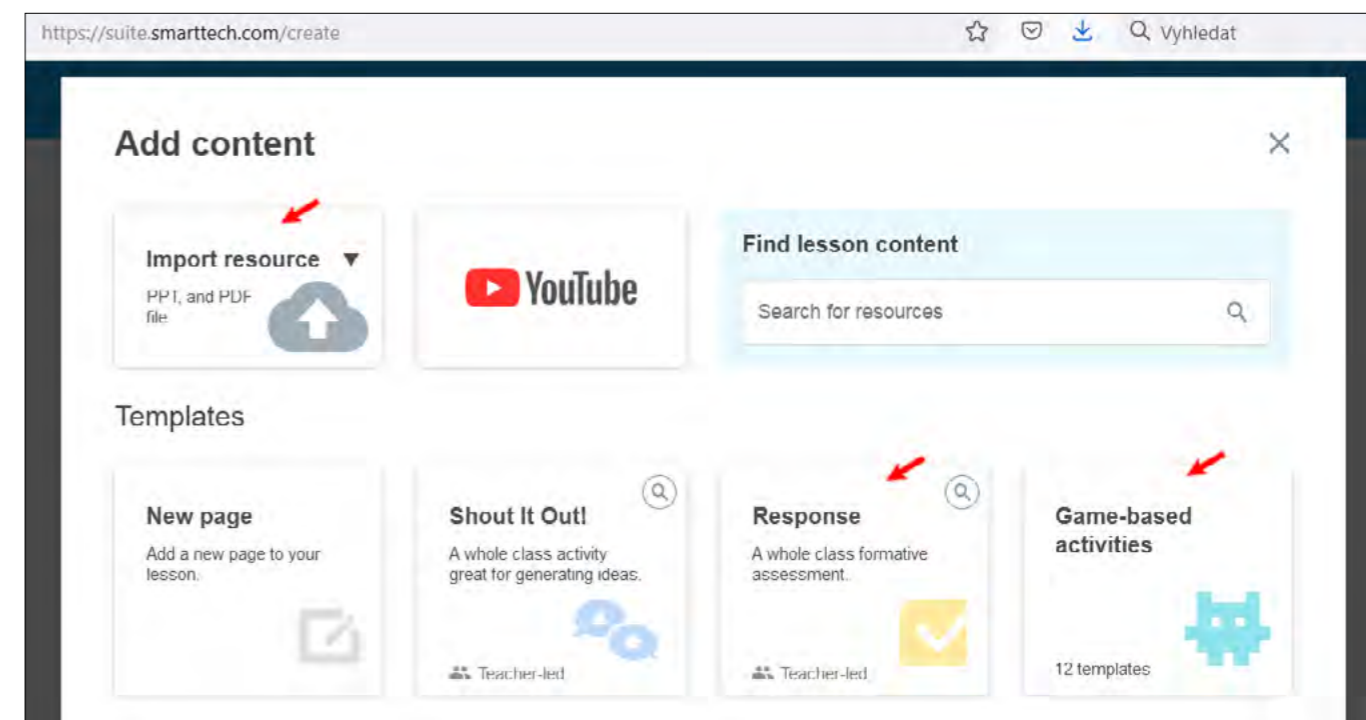 https://suite.smarttech.com/create
Vyhledat
Add content
Import resource
PPT, and PDF
file
YouTube
Find lesson content
Search for resources
Templates
New page
Add a new page to your
lesson.
Shout It Out!
A whole class activity
great for generating ideas.
Teacher-led
Response
A whole class formative
assessment.
Teacher-led
Game-based
activities
12 templates